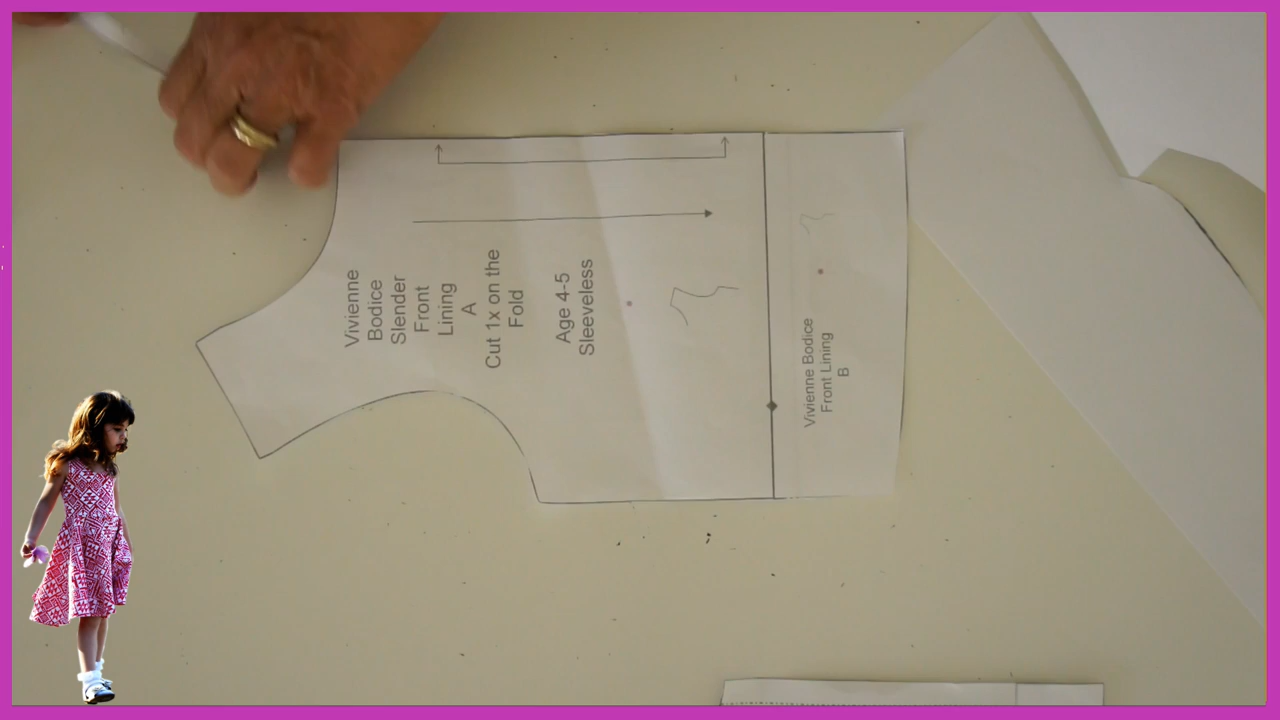 Vivienne
Bodice
Slender
Front
Lining
A
Cut 1x on the
Fold
Age 4-5
Sleeveless
Vivienne Bodice
Front Lining
B